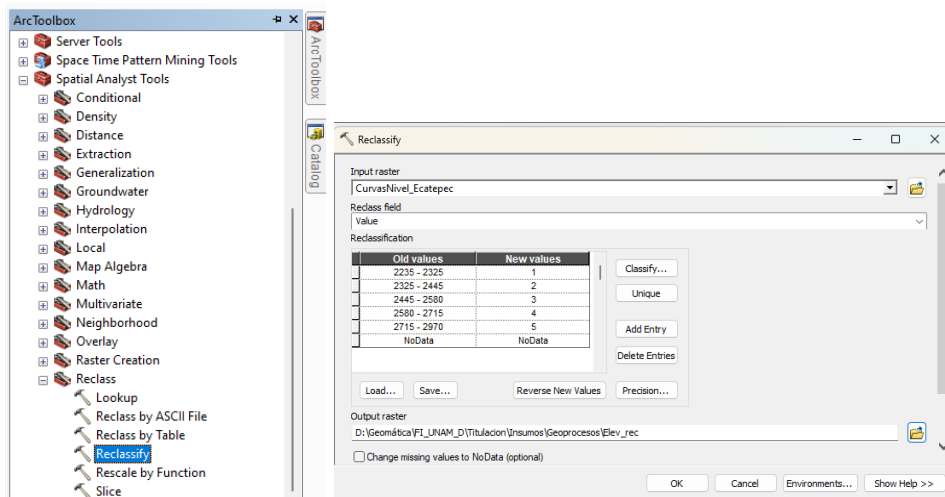 ArcToolbox
Server Tools
Space Time Pattern Mining Tools
Spatial Analyst Tools
Conditional
Density
Distance
Extraction
Generalization
Groundwater
Hydrology
Interpolation
Local
Map Algebra
Math
Multivariate
Neighborhood
Overlay
Raster Creation
Reclass
Lookup
Reclass by ASCII File
Reclass by Table
Reclassify
Rescale by Function
Slice
ArcToolbox
Catalog
Reclassify
Input raster
CurvasNivel_Ecatepec
Reclass field
Value
Reclassification
Old values New values
2235 - 2325 1
2325 - 2445 2
2445 - 2580 3
2580 - 2715 4
2715 - 2970 5
NoData NoData
Classify...
Unique
Add Entry
Delete Entries
Load... Save... Reverse New Values Precision...
Output raster
D:\Geomática\FI_UNAM_D\Titulacion\Insumos\Geoprocesos\Elev_rec
Change missing values to NoData (optional)
OK Cancel Environments... Show Help >>